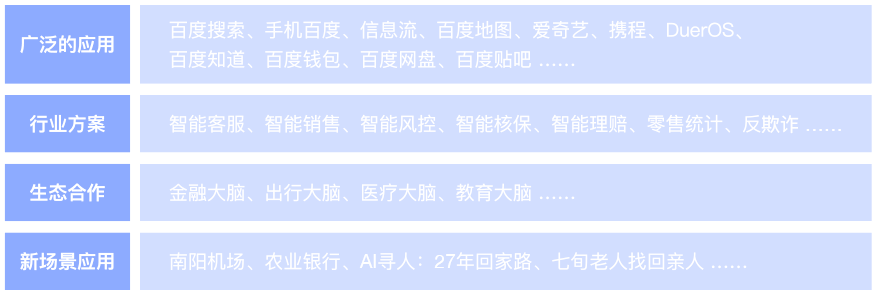 广泛的应用
百度搜索、手机百度、信息流、百度地图、爱奇艺、携程、DuerOS、
百度知道、百度钱包、百度网盘、百度贴吧 ……
行业方案
智能客服、智能销售、智能风控、智能核保、智能理赔、零售统计、反欺诈 ……
生态合作
金融大脑、出行大脑、医疗大脑、教育大脑 ……
新场景应用
南阳机场、农业银行、AI寻人：27年回家路、七旬老人找回亲人 ……